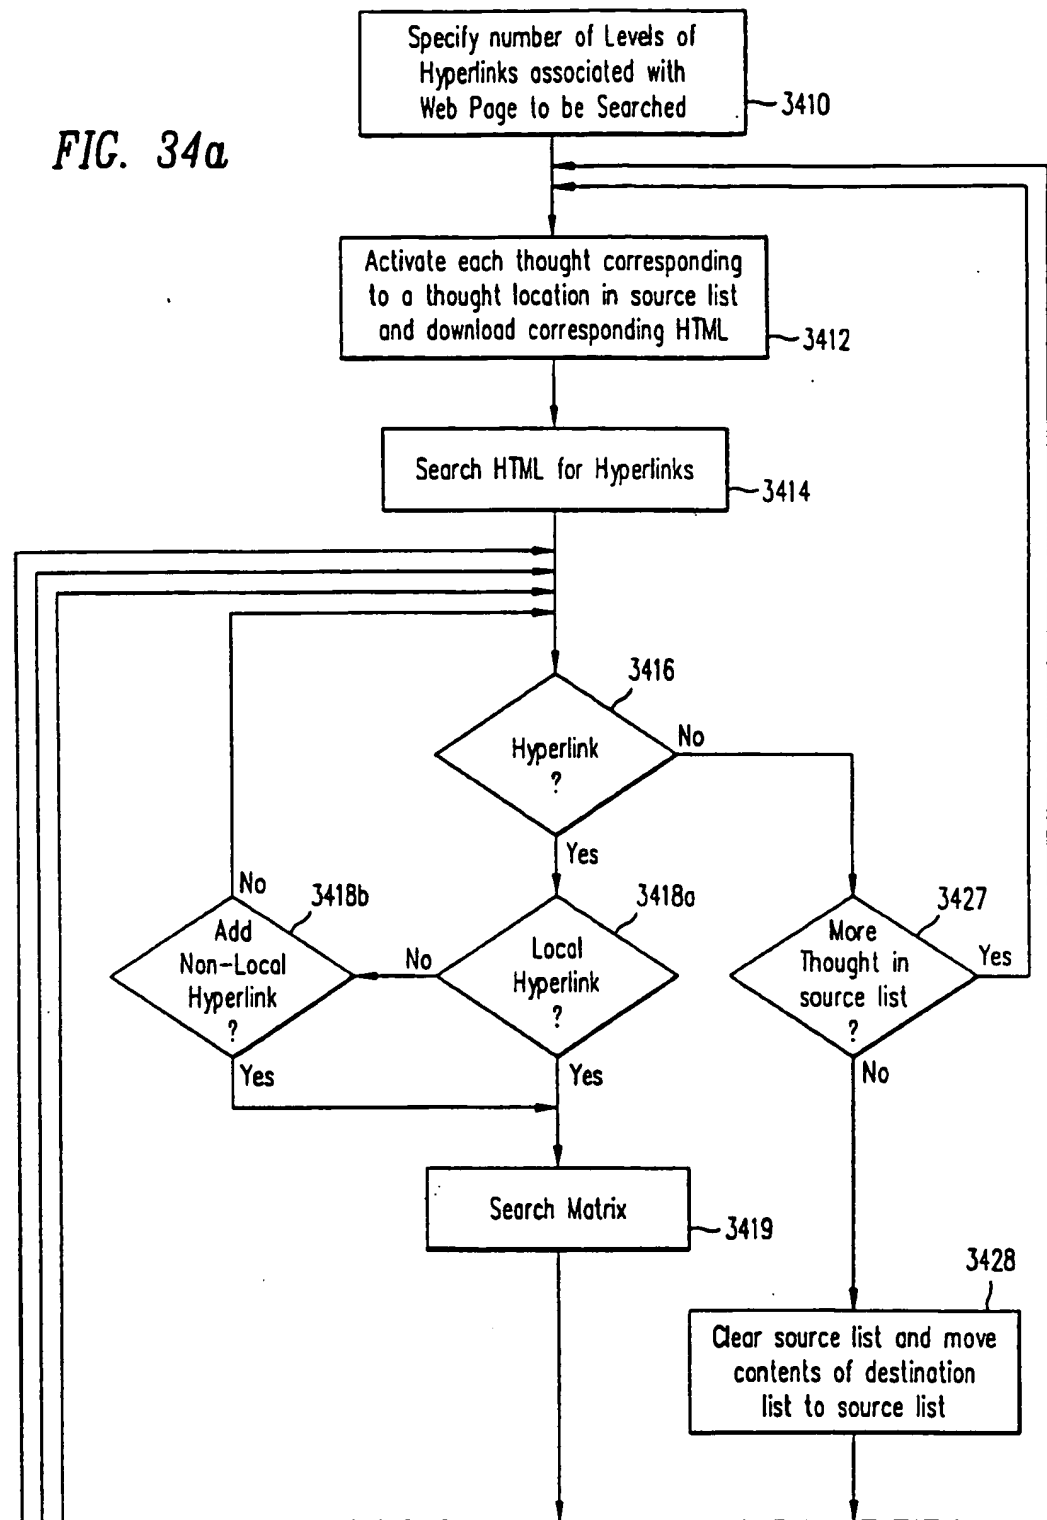 Specify number of Levels of
Hyperlinks associated with
Web Page to be Searched
3410
FIG. 34a
Activate each thought corresponding
to a thought location in source list
and download corresponding HTML
3412
Search HTML for Hyperlinks
3414
3416
Hyperlink
?
No
Yes
No
3418b
Add
Non-Local
Hyperlink
?
No
3418a
Local
Hyperlink
?
3427
More
Thought in
source list
?
Yes
Yes
Yes
No
Search Matrix
3419
3428
Clear source list and move
contents of destination
list to source list